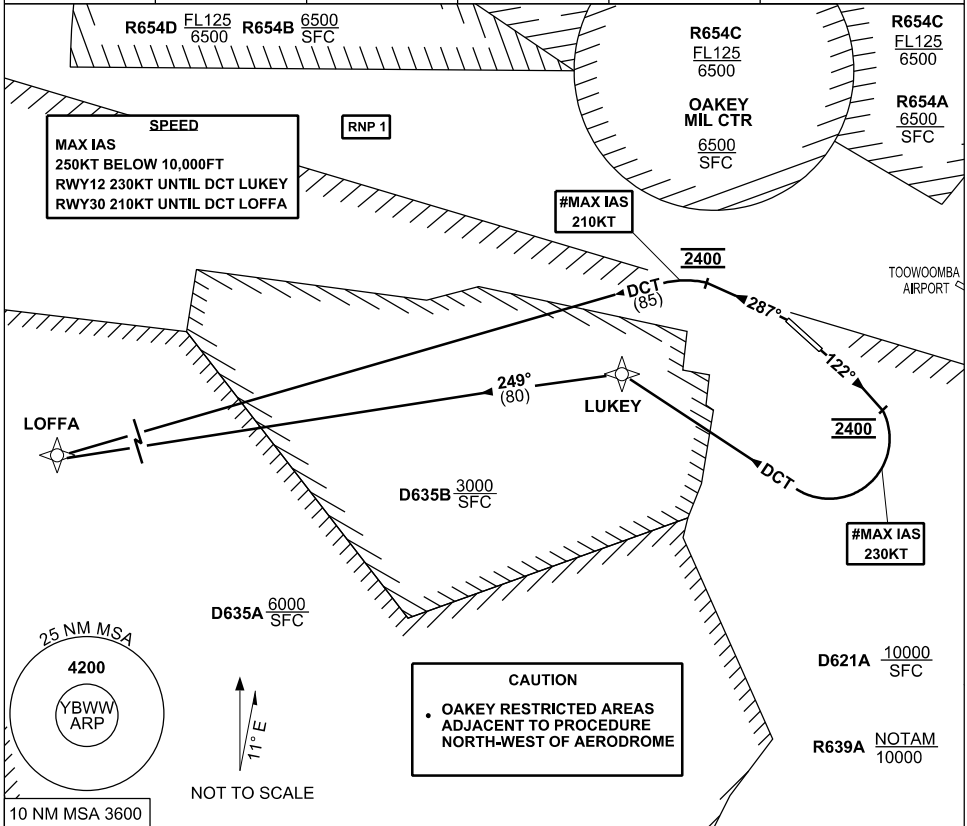 R654D FL125 6500 R654B 6500 SFC
R654C
FL125
6500
OAKEY
MIL CTR
6500
SFC
R654C
FL125
6500
R654A
6500
SFC
SPEED
MAX IAS
250KT BELOW 10,000FT
RWY12 230KT UNTIL DCT LUKEY
RWY30 210KT UNTIL DCT LOFFA
RNP 1
#MAX IAS
210KT
2400
TOOWOOMBA
AIRPORT
DCT
(85)
287°
122°
249°
(80)
LUKEY
LOFFA
2400
DCT
D635B 3000 SFC
#MAX IAS
230KT
D635A 6000 SFC
25 NM MSA
4200
YBWW
ARP
11° E
NOT TO SCALE
CAUTION
• OAKEY RESTRICTED AREAS
ADJACENT TO PROCEDURE
NORTH-WEST OF AERODROME
D621A 10000 SFC
R639A NOTAM 10000
10 NM MSA 3600